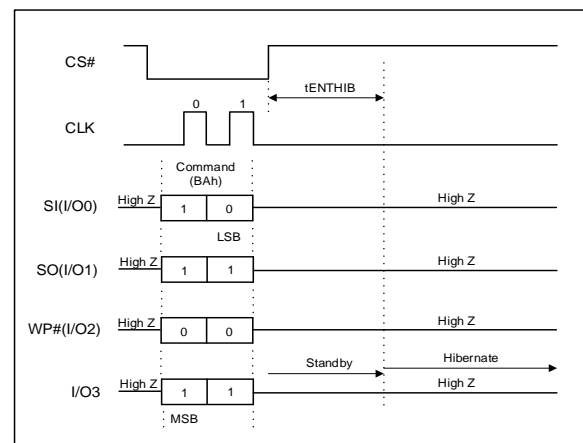 CS#
tENTHIB
0 1
CLK
Command
(BAh)
High Z High Z
SI(I/O0) 1 0
LSB
High Z High Z
SO(I/O1) 1 1
High Z High Z
WP#(I/O2) 0 0
Standby Hibernate
High Z High Z
I/O3 1 1
MSB